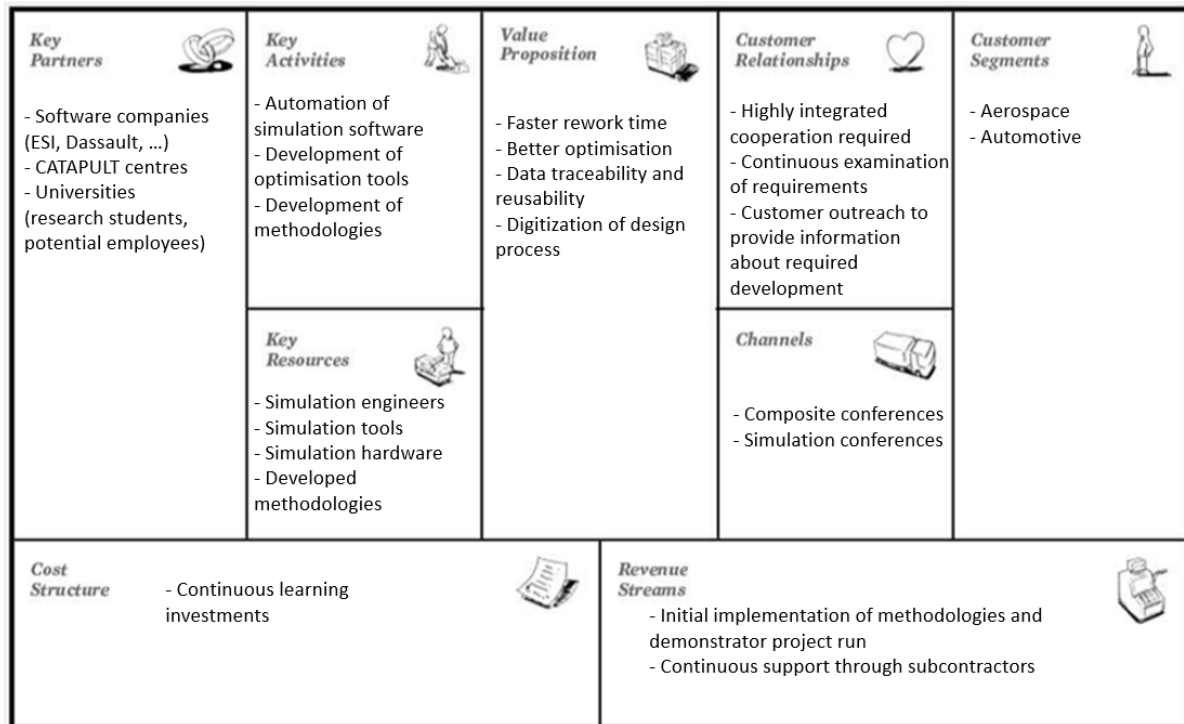 Key
Partners
- Software companies
(ESI, Dassault, ...)
- CATAPULT centres
- Universities
(research students,
potential employees)
Key
Activities
- Automation of
simulation software
- Development of
optimisation tools
- Development of
methodologies
Key
Resources
- Simulation engineers
- Simulation tools
- Simulation hardware
- Developed
methodologies
Value
Proposition
- Faster rework time
- Better optimisation
- Data traceability and
reusability
- Digitization of design
process
Customer
Relationships
- Highly integrated
cooperation required
- Continuous examination
of requirements
- Customer outreach to
provide information
about required
development
Channels
- Composite conferences
- Simulation conferences
Customer
Segments
- Aerospace
- Automotive
Cost
Structure
- Continuous learning
investments
Revenue
Streams
- Initial implementation of methodologies and
demonstrator project run
- Continuous support through subcontractors